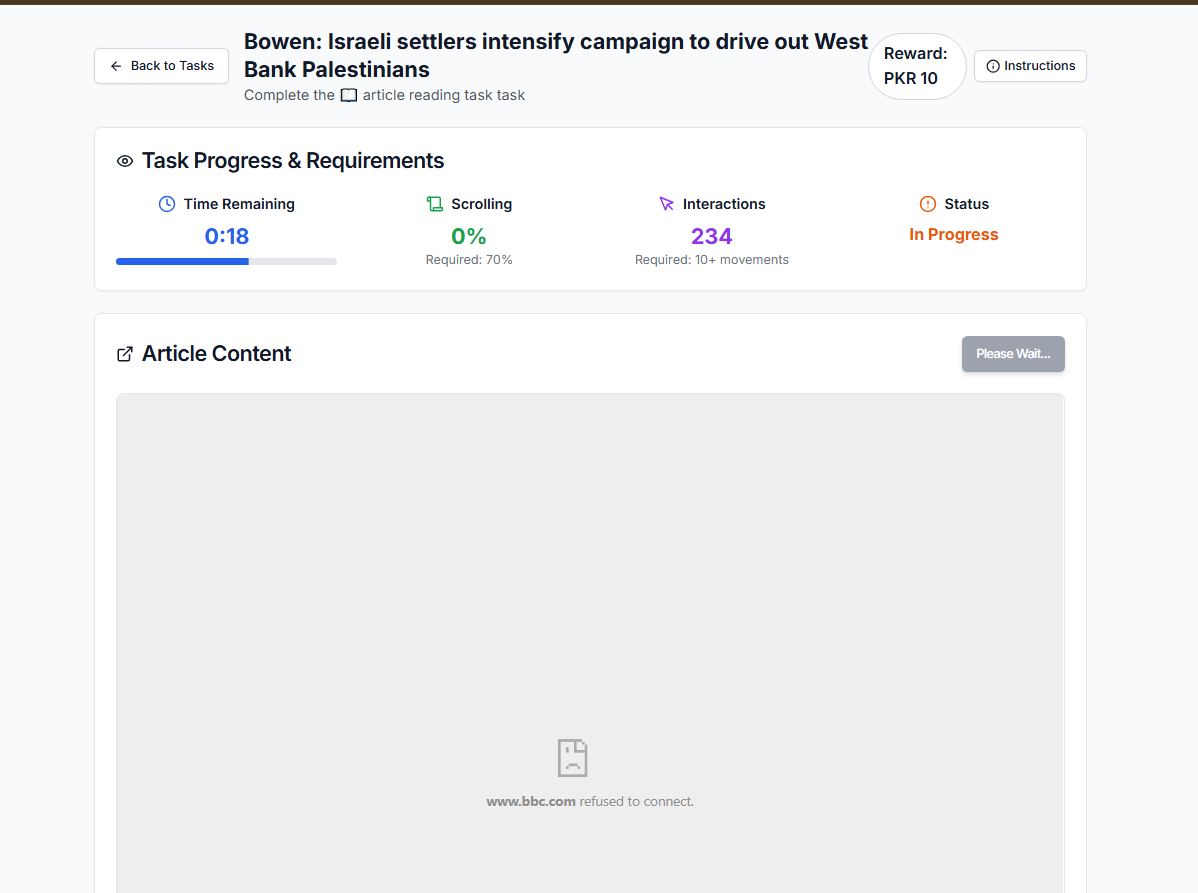 Back to Tasks
Bowen: Israeli settlers intensify campaign to drive out West
Bank Palestinians
Complete the 📖 article reading task task
Reward:
PKR 10
Instructions
Task Progress & Requirements
Time Remaining
0:18
Scrolling
0%
Required: 70%
Interactions
234
Required: 10+ movements
Status
In Progress
Article Content
Please Wait...
www.bbc.com refused to connect.